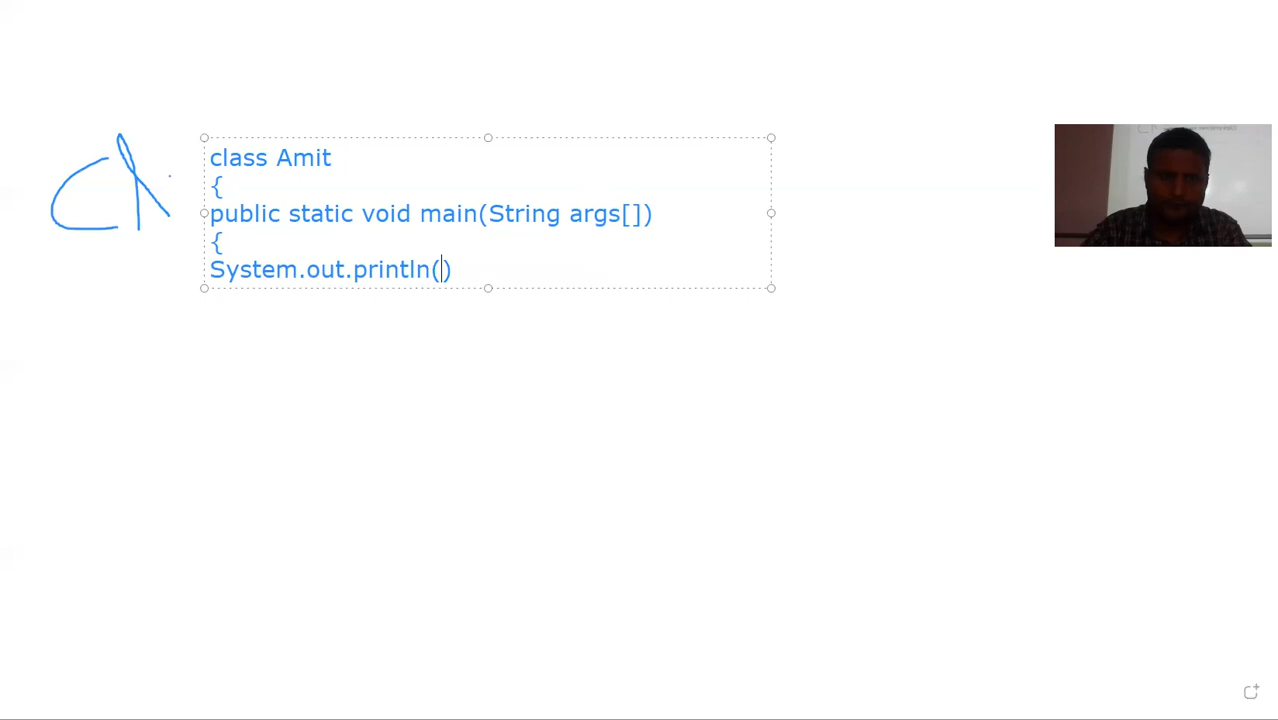 class Amit
{
public static void main(String args[])
{
System.out.println()